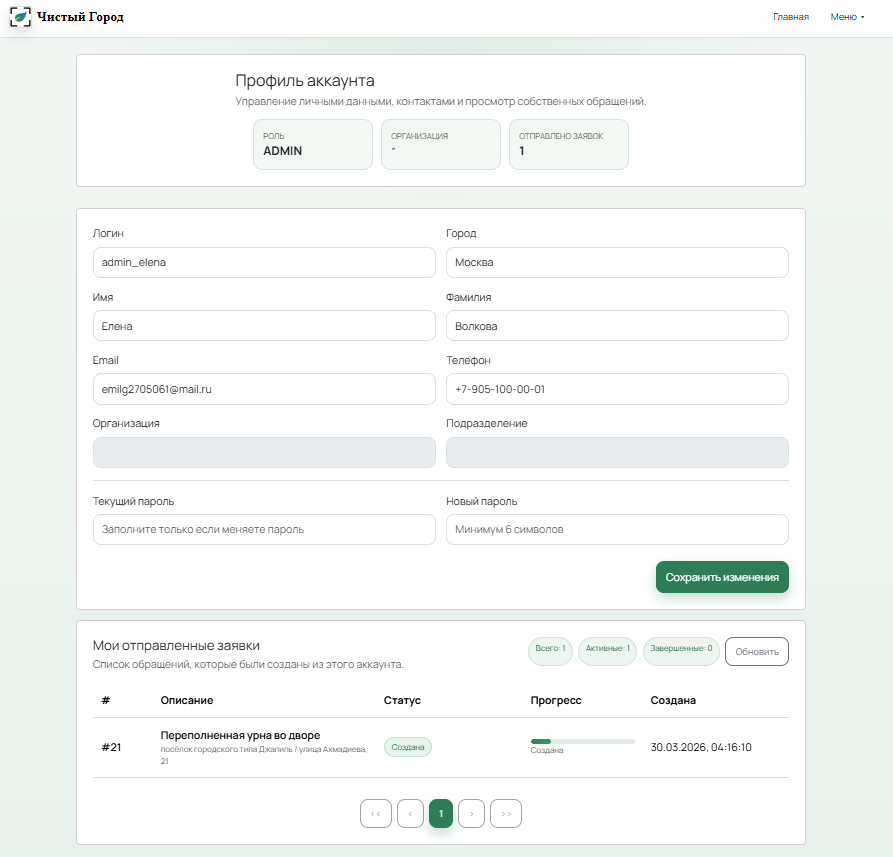 Чистый Город
Главная Меню
Профиль аккаунта
Управление личными данными, контактами и просмотр собственных обращений.
РОЛЬ ОРГАНИЗАЦИЯ ОТПРАВЛЕНО ЗАЯВОК
ADMIN - 1
Логин Город
admin_elena Москва
Имя Фамилия
Елена Волкова
Email Телефон
emilg2705061@mail.ru +7-905-100-00-01
Организация Подразделение
Текущий пароль Новый пароль
Заполните только если меняете пароль Минимум 6 символов
Сохранить изменения
Мои отправленные заявки
Список обращений, которые были созданы из этого аккаунта.
Всего: 1 Активные: 1 Завершенные: 0 Обновить
# Описание Статус Прогресс Создана
#21 Переполненная урна во дворе Создана Создана 30.03.2026, 04:16:10
посёлок городского типа Джалиль / улица Ахмадиева,
21
<< < 1 > >>